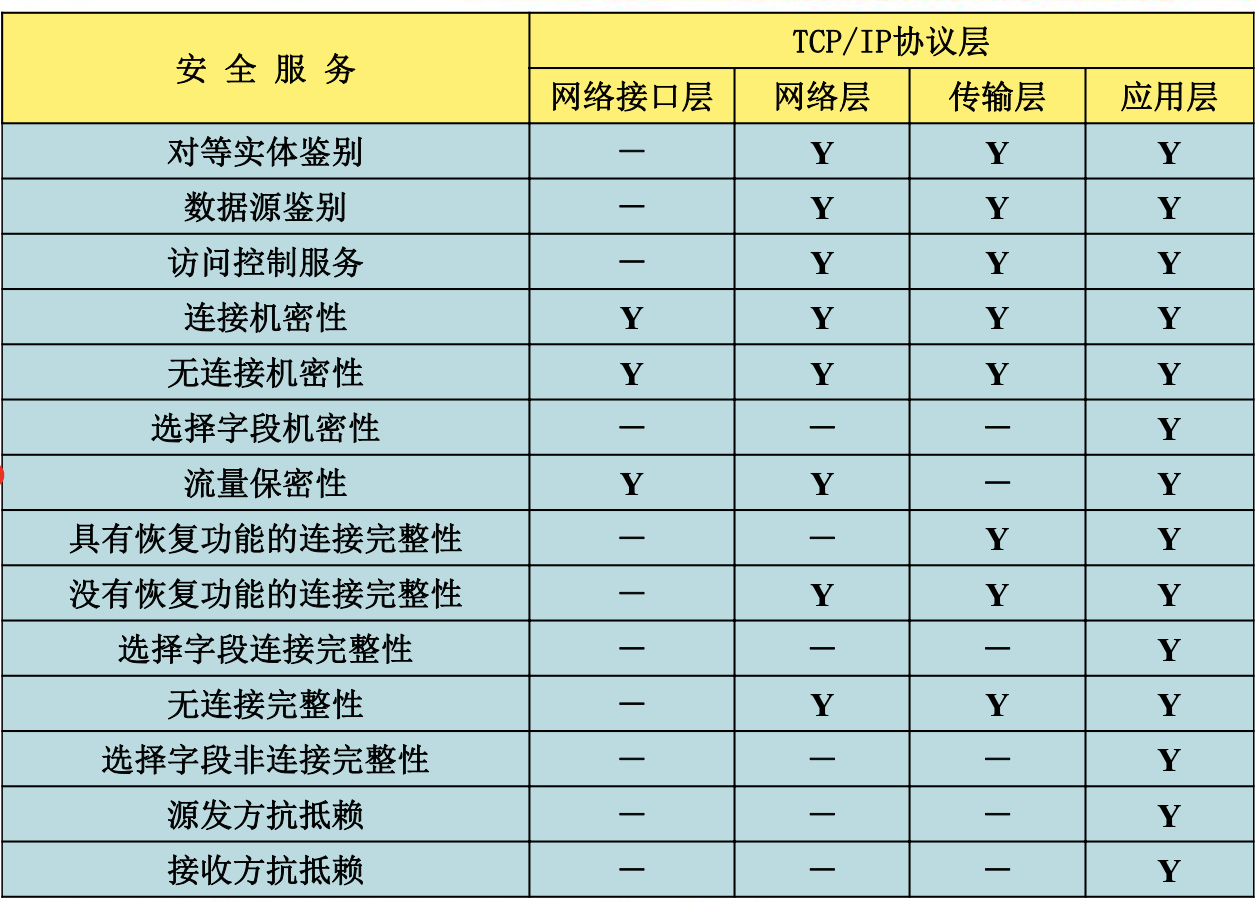 安 全 服 务
TCP/IP协议层
网络接口层 网络层 传输层 应用层
对等实体鉴别 － Y Y Y
数据源鉴别 － Y Y Y
访问控制服务 － Y Y Y
连接机密性 Y Y Y Y
无连接机密性 Y Y Y Y
选择字段机密性 － － － Y
流量保密性 Y Y － Y
具有恢复功能的连接完整性 － － Y Y
没有恢复功能的连接完整性 － Y Y Y
选择字段连接完整性 － － － Y
无连接完整性 － Y Y Y
选择字段非连接完整性 － － － Y
源发方抗抵赖 － － － Y
接收方抗抵赖 － － － Y